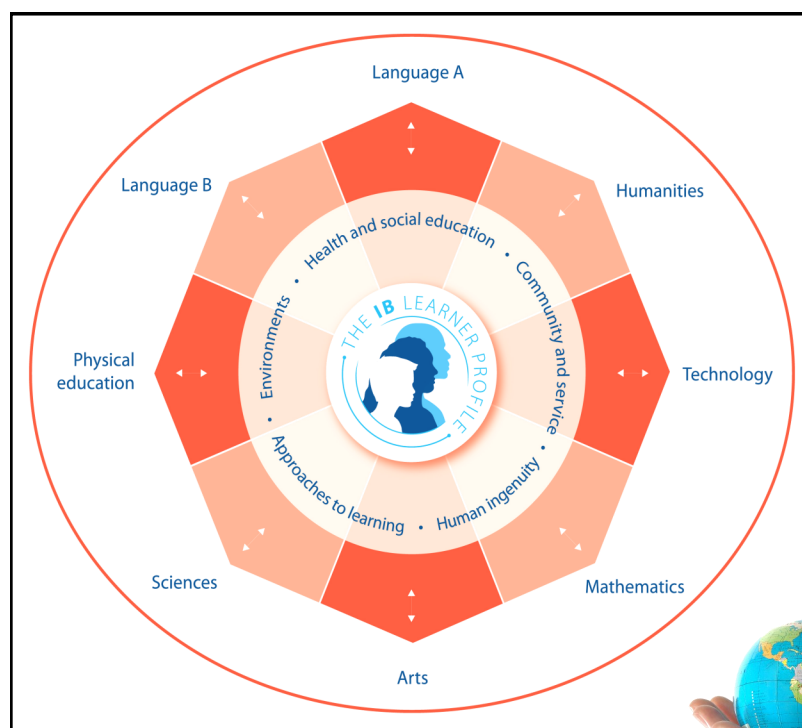 Language A
Language B
Humanities
Health and social education • Community and service • Human ingenuity • Approaches to learning • Environments •
THE IB LEARNER PROFILE
Physical
education
Technology
Sciences
Mathematics
Arts